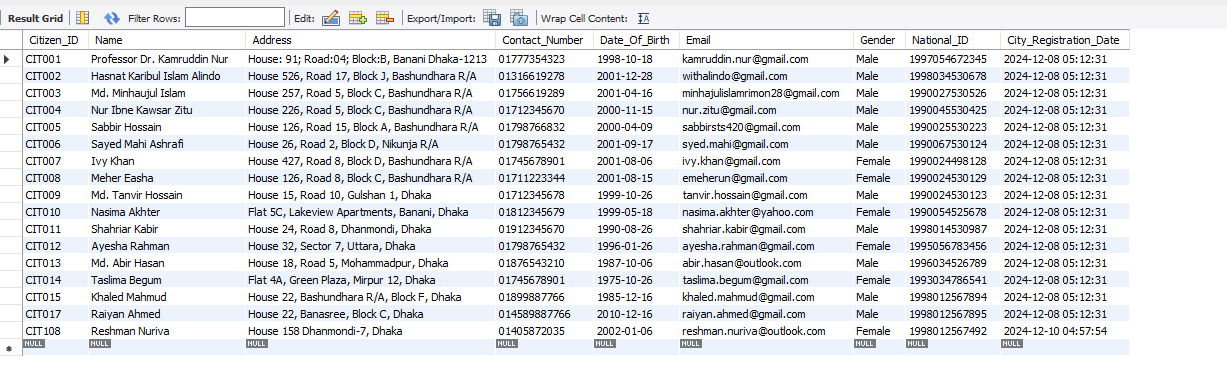 Result Grid Filter Rows: Edit: Export/Import: Wrap Cell Content: IA
Citizen_ID Name Address Contact_Number Date_Of_Birth Email Gender National_ID City_Registration_Date
CIT001 Professor Dr. Kamruddin Nur House: 91; Road:04; Block:B, Banani Dhaka-1213 01777354323 1998-10-18 kamruddin.nur@gmail.com Male 1997054672345 2024-12-08 05:12:31
CIT002 Hasnat Karibul Islam Alindo House 526, Road 17, Block J, Bashundhara R/A 01316619278 2001-12-28 withalindo@gmail.com Male 1998034530678 2024-12-08 05:12:31
CIT003 Md. Minhaujul Islam House 257, Road 5, Block C, Bashundhara R/A 01756619289 2001-04-16 minhajulislamrimon28@gmail.com Male 1990027530526 2024-12-08 05:12:31
CIT004 Nur Ibne Kawsar Zitu House 226, Road 5, Block C, Bashundhara R/A 01712345670 2000-11-15 nur.zitu@gmail.com Male 1990045530425 2024-12-08 05:12:31
CIT005 Sabbir Hossain House 126, Road 15, Block A, Bashundhara R/A 01798766832 2000-04-09 sabbirsts420@gmail.com Male 1990025530223 2024-12-08 05:12:31
CIT006 Sayed Mahi Ashrafi House 26, Road 2, Block D, Nikunja R/A 01798765432 2001-09-17 syed.mahi@gmail.com Male 1990067530124 2024-12-08 05:12:31
CIT007 Ivy Khan House 427, Road 8, Block D, Bashundhara R/A 01745678901 2001-08-06 ivy.khan@gmail.com Female 1990024498128 2024-12-08 05:12:31
CIT008 Meher Easha House 126, Road 8, Block C, Bashundhara R/A 01711223344 2001-08-15 emeherun@gmail.com Female 1990024530129 2024-12-08 05:12:31
CIT009 Md. Tanvir Hossain House 15, Road 10, Gulshan 1, Dhaka 01712345678 1999-10-26 tanvir.hossain@gmail.com Male 1990024530123 2024-12-08 05:12:31
CIT010 Nasima Akhter Flat 5C, Lakeview Apartments, Banani, Dhaka 01812345679 1999-05-18 nasima.akhter@yahoo.com Female 1990054525678 2024-12-08 05:12:31
CIT011 Shahriar Kabir House 24, Road 8, Dhanmondi, Dhaka 01912345670 1990-08-26 shahriar.kabir@gmail.com Male 1998014530987 2024-12-08 05:12:31
CIT012 Ayesha Rahman House 32, Sector 7, Uttara, Dhaka 01798765432 1996-01-26 ayesha.rahman@gmail.com Female 1995056783456 2024-12-08 05:12:31
CIT013 Md. Abir Hasan House 18, Road 5, Mohammadpur, Dhaka 01876543210 1987-10-06 abir.hasan@outlook.com Male 1996034526789 2024-12-08 05:12:31
CIT014 Taslima Begum Flat 4A, Green Plaza, Mirpur 12, Dhaka 01745678901 1975-10-26 taslima.begum@gmail.com Female 1993034786541 2024-12-08 05:12:31
CIT015 Khaled Mahmud House 22, Bashundhara R/A, Block F, Dhaka 01899887766 1985-12-16 khaled.mahmud@gmail.com Male 1998012567894 2024-12-08 05:12:31
CIT017 Raiyan Ahmed House 22, Banasree, Block C, Dhaka 014589887766 2010-12-16 raiyan.ahmed@gmail.com Male 1998012567895 2024-12-08 05:12:31
CIT108 Reshman Nuriva House 158 Dhanmondi-7, Dhaka 01405872035 2002-01-06 reshman.nuriva@outlook.com Female 1998012567492 2024-12-10 04:57:54
NULL NULL NULL NULL NULL NULL NULL NULL NULL